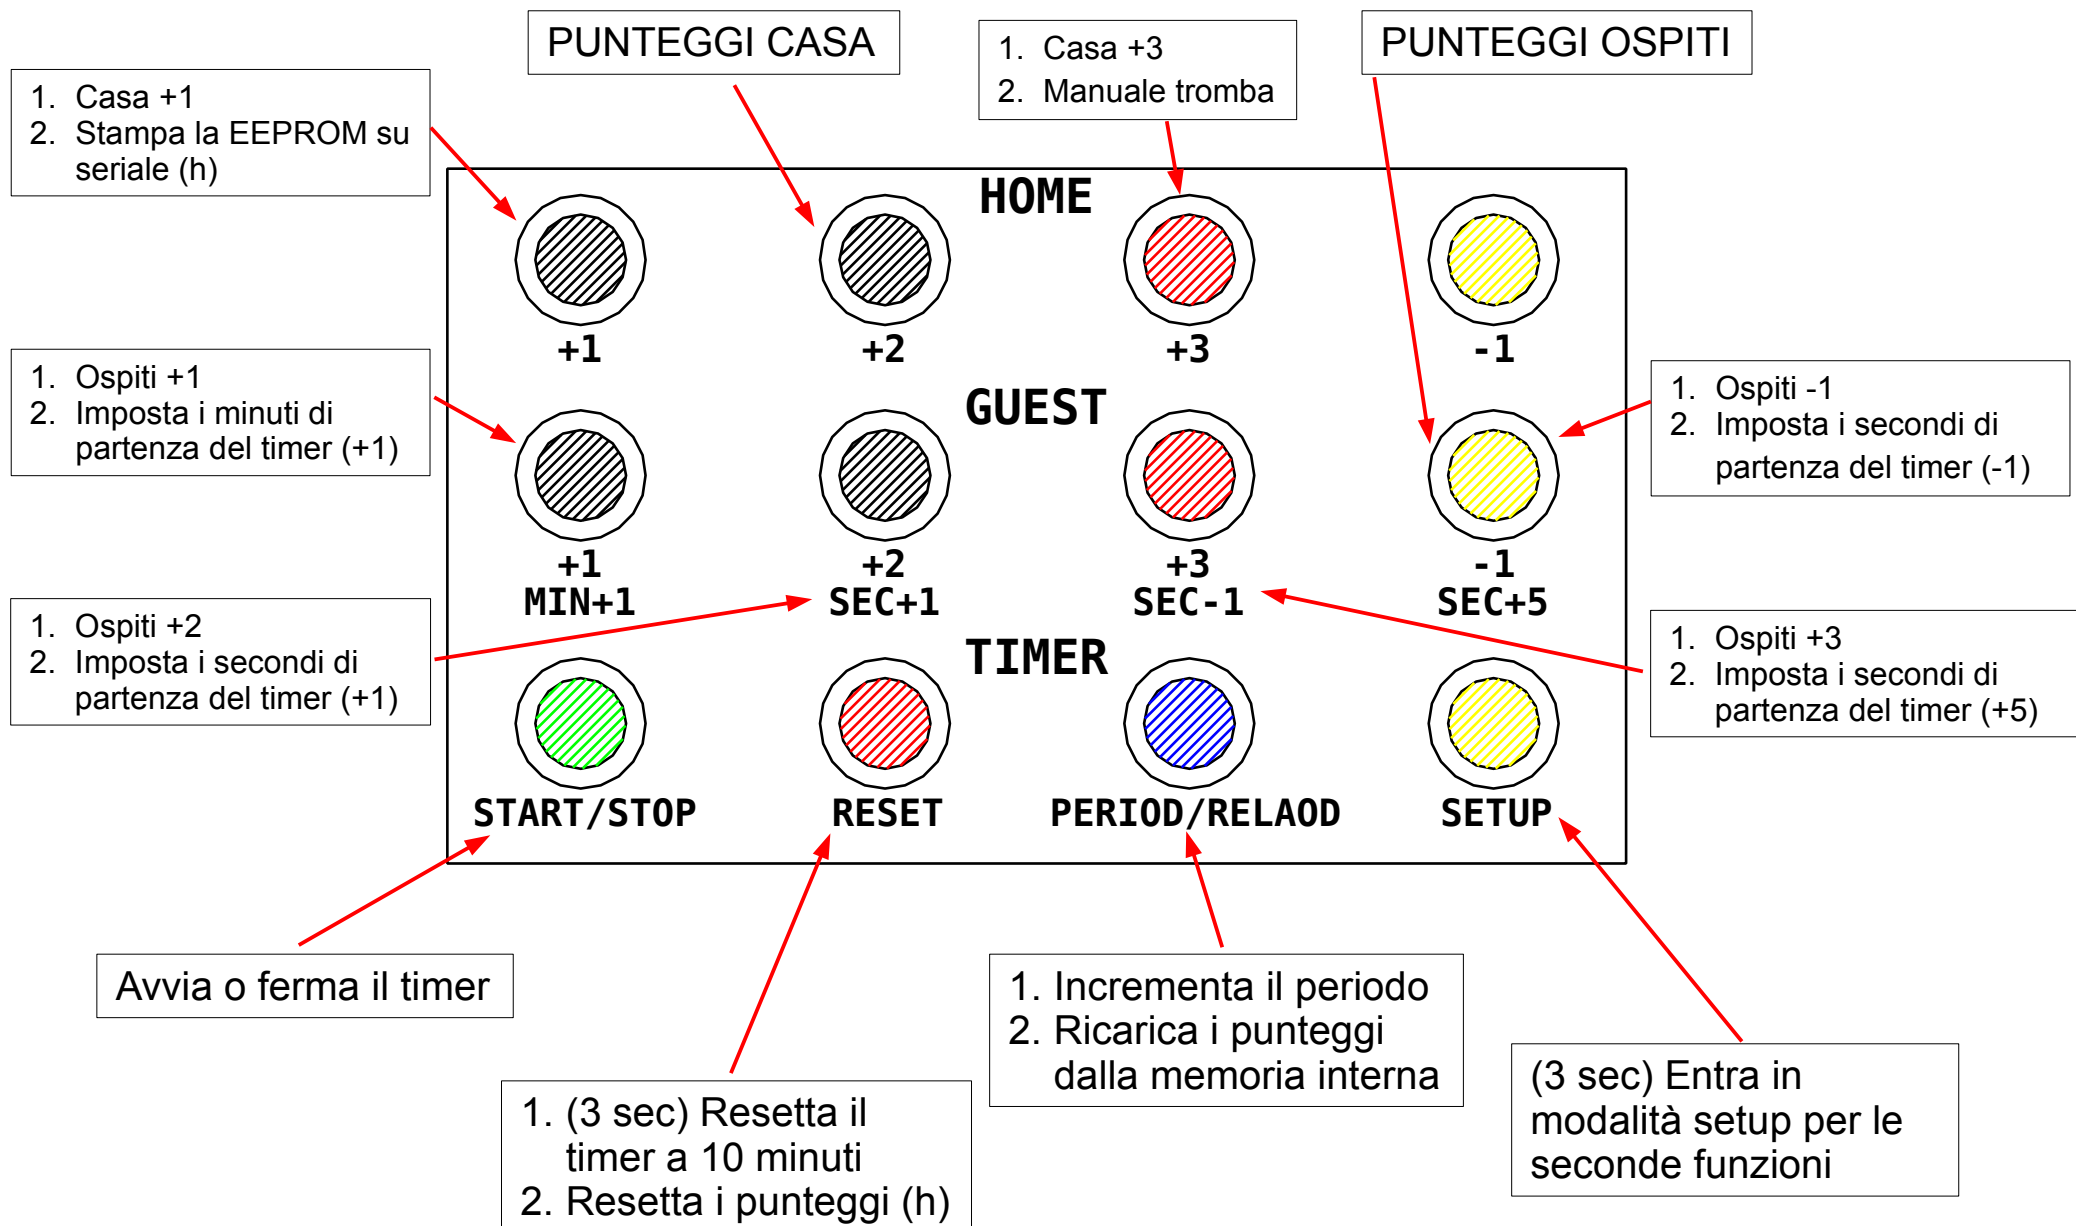 PUNTEGGI CASA
1. Casa +3
2. Manuale tromba
PUNTEGGI OSPITI
1. Casa +1
2. Stampa la EEPROM su
seriale (h)
HOME
+1 +2 +3 -1
1. Ospiti +1
2. Imposta i minuti di
partenza del timer (+1)
GUEST
1. Ospiti -1
2. Imposta i secondi di
partenza del timer (-1)
+1 +2 +3 -1
MIN+1 SEC+1 SEC-1 SEC+5
1. Ospiti +2
2. Imposta i secondi di
partenza del timer (+1)
TIMER
1. Ospiti +3
2. Imposta i secondi di
partenza del timer (+5)
START/STOP RESET PERIOD/RELAOD SETUP
Avvia o ferma il timer
1. (3 sec) Resetta il
timer a 10 minuti
2. Resetta i punteggi (h)
1. Incrementa il periodo
2. Ricarica i punteggi
dalla memoria interna
(3 sec) Entra in
modalità setup per le
seconde funzioni